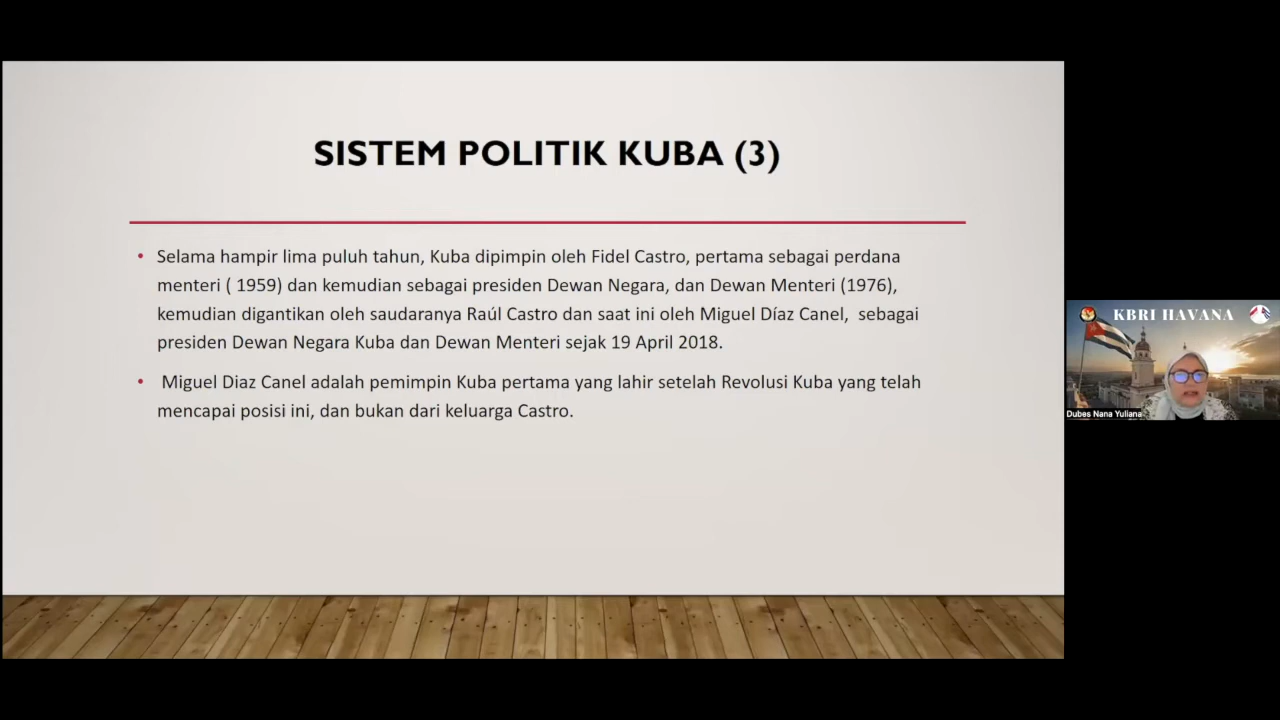 SISTEM POLITIK KUBA (3)
• Selama hampir lima puluh tahun, Kuba dipimpin oleh Fidel Castro, pertama sebagai perdana
menteri ( 1959) dan kemudian sebagai presiden Dewan Negara, dan Dewan Menteri (1976),
kemudian digantikan oleh saudaranya Raúl Castro dan saat ini oleh Miguel Díaz Canel,  sebagai
presiden Dewan Negara Kuba dan Dewan Menteri sejak 19 April 2018.
• Miguel Diaz Canel adalah pemimpin Kuba pertama yang lahir setelah Revolusi Kuba yang telah
mencapai posisi ini, dan bukan dari keluarga Castro.
KBRI HAVANA
Dubes Nana Yuliana